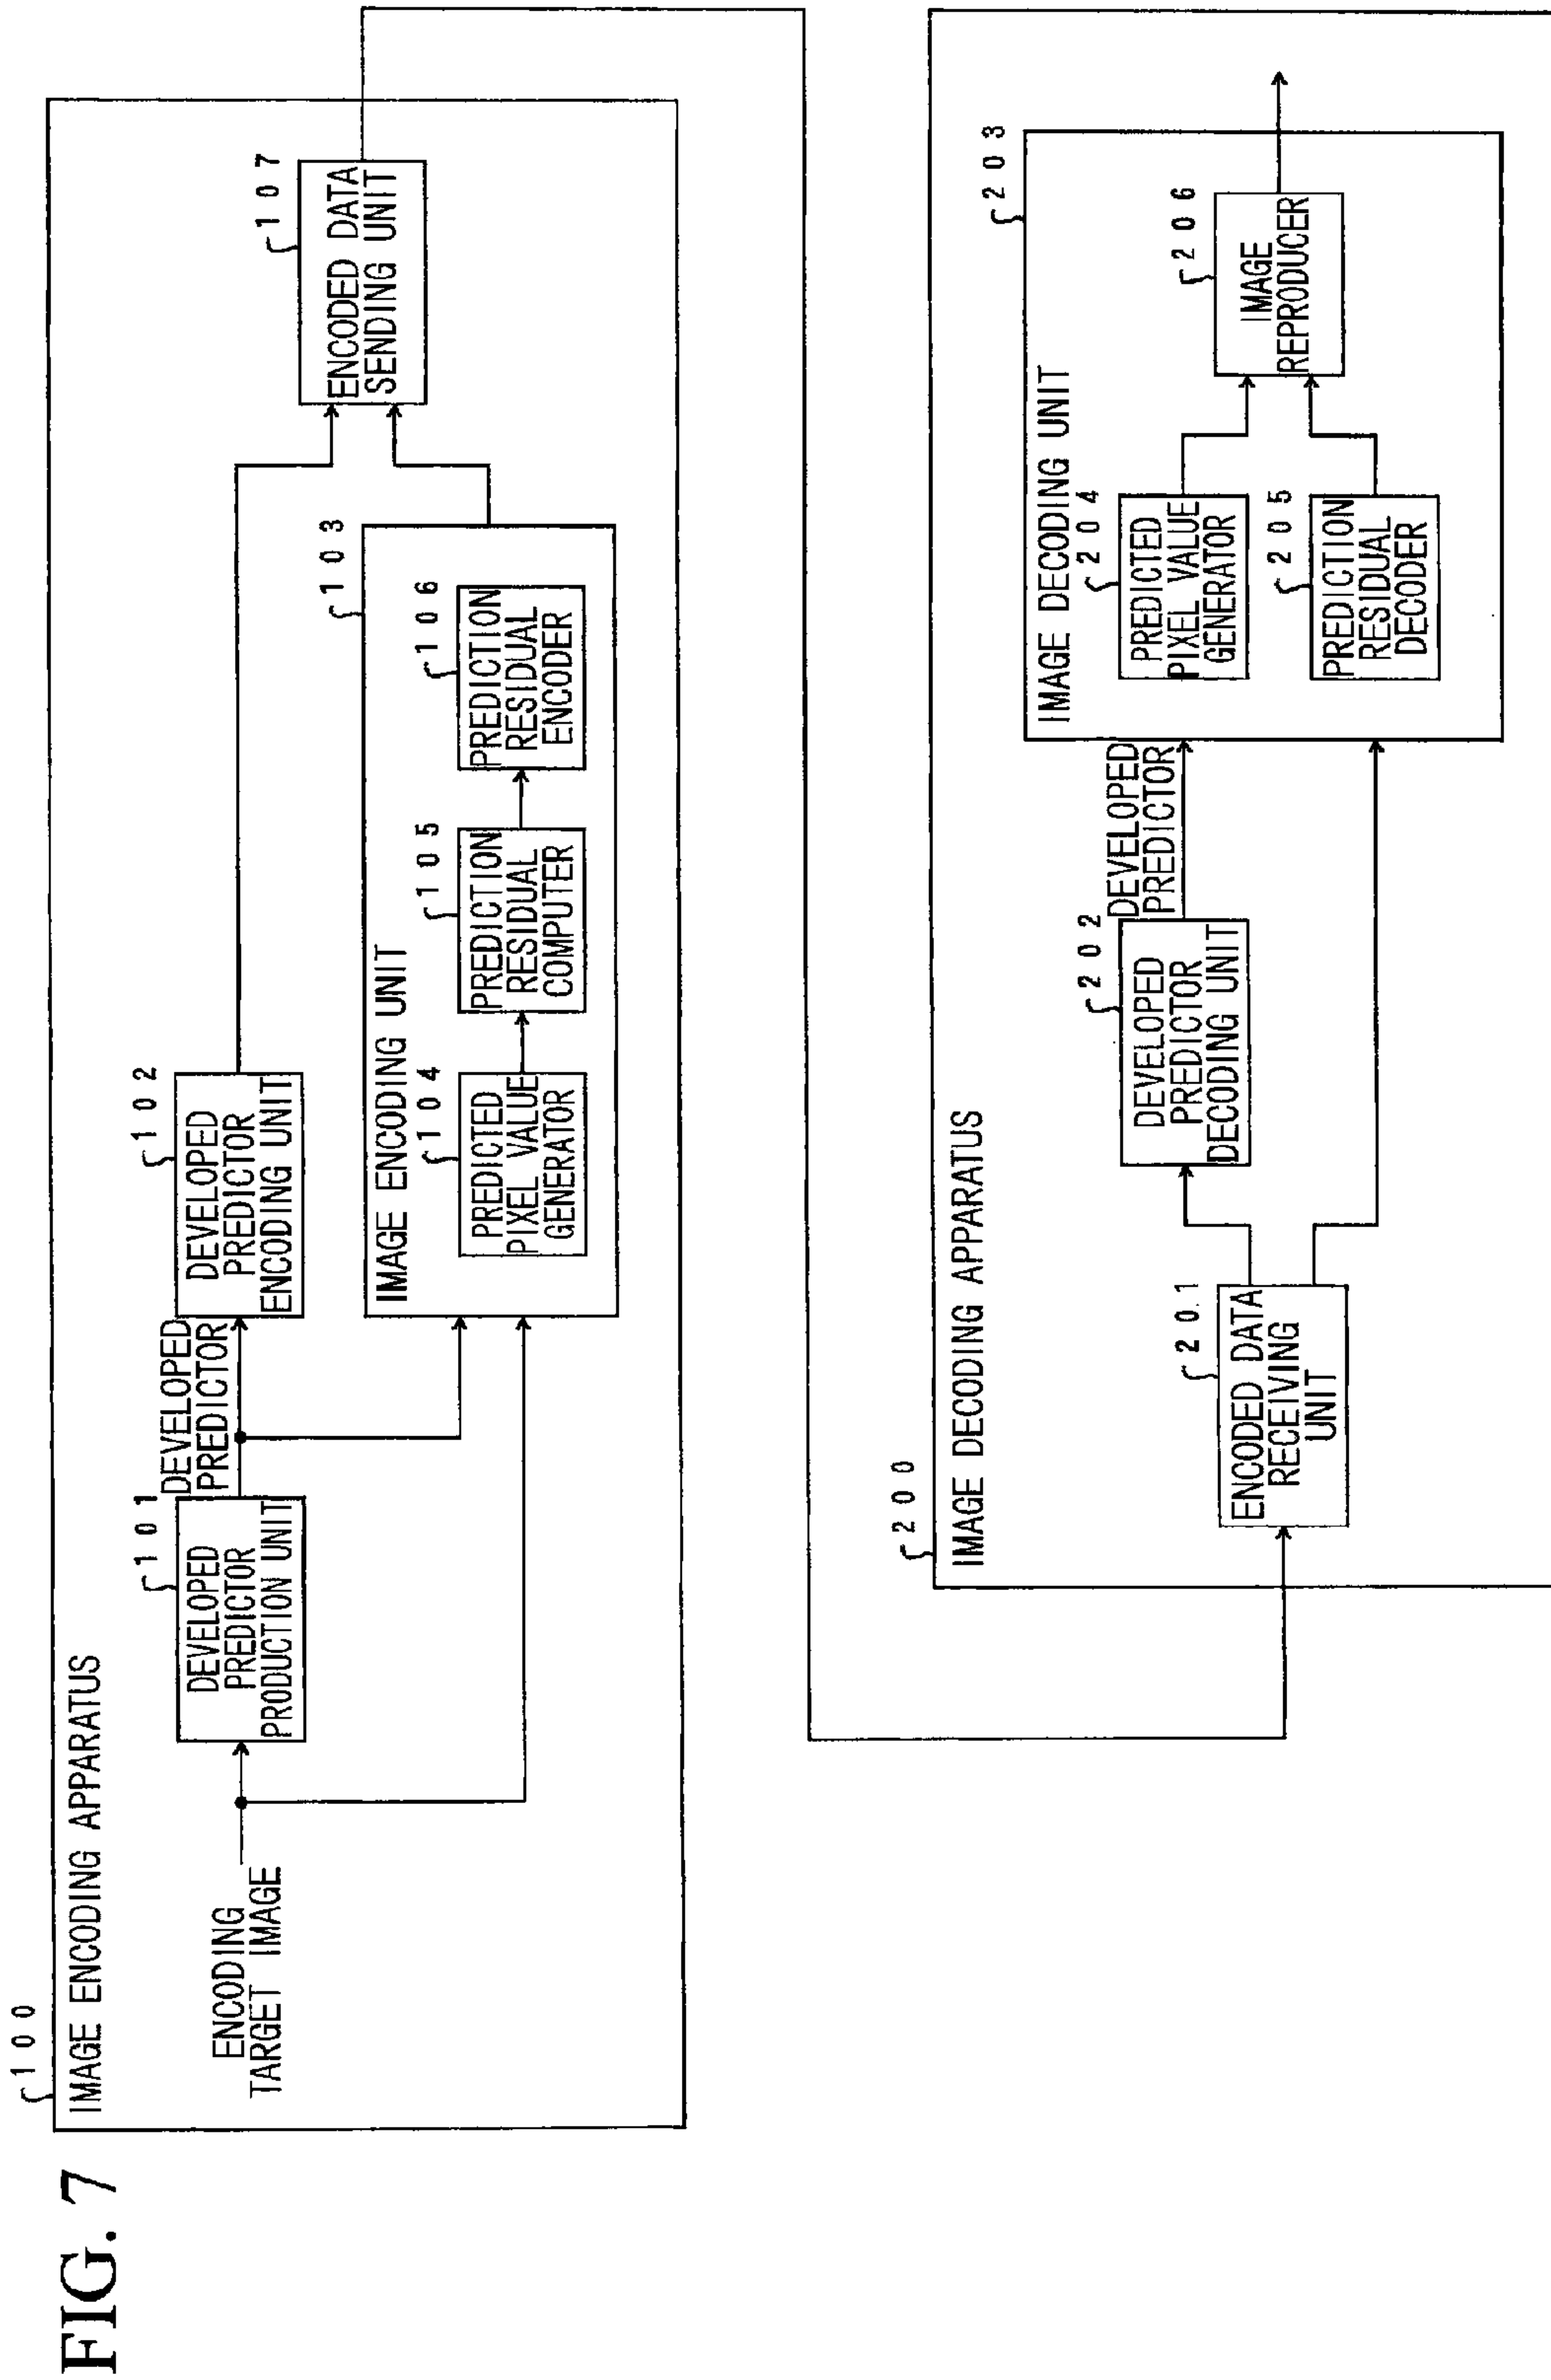 FIG. 7
100
IMAGE ENCODING APPARATUS
ENCODING
TARGET IMAGE
101
DEVELOPED
PREDICTOR
PRODUCTION UNIT
DEVELOPED
PREDICTOR
102
DEVELOPED
PREDICTOR
ENCODING UNIT
103
IMAGE ENCODING UNIT
104
PREDICTED
PIXEL VALUE
GENERATOR
105
PREDICTION
RESIDUAL
COMPUTER
106
PREDICTION
RESIDUAL
ENCODER
107
ENCODED DATA
SENDING UNIT
200
IMAGE DECODING APPARATUS
201
ENCODED DATA
RECEIVING
UNIT
202
DEVELOPED
PREDICTOR
DECODING UNIT
DEVELOPED
PREDICTOR
203
IMAGE DECODING UNIT
204
PREDICTED
PIXEL VALUE
GENERATOR
205
PREDICTION
RESIDUAL
DECODER
206
IMAGE
REPRODUCER